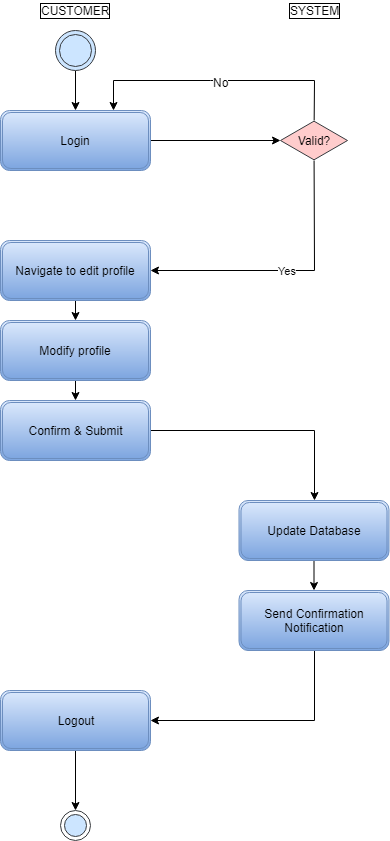 CUSTOMER
SYSTEM
No
Login
Valid?
Navigate to edit profile
Yes
Modify profile
Confirm & Submit
Update Database
Send Confirmation
Notification
Logout